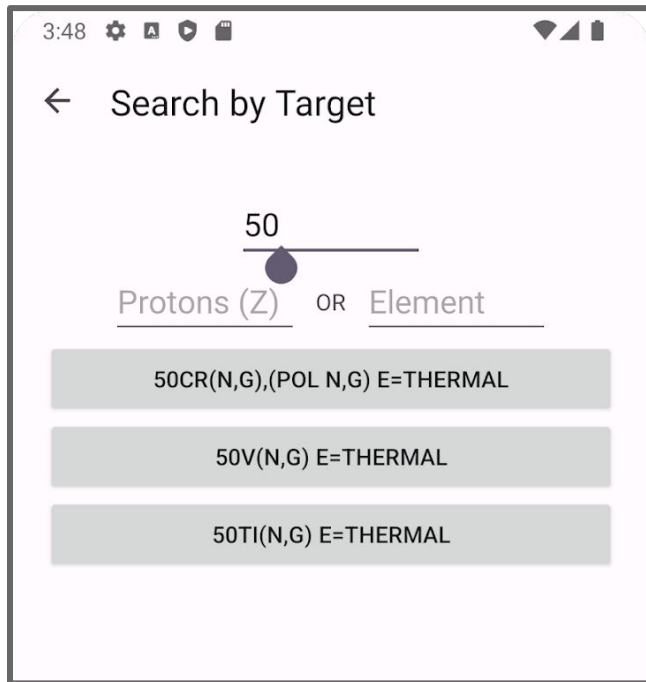 3:48
Search by Target
50
Protons (Z) OR Element
50CR(N,G),(POL N,G) E=THERMAL
50V(N,G) E=THERMAL
50TI(N,G) E=THERMAL